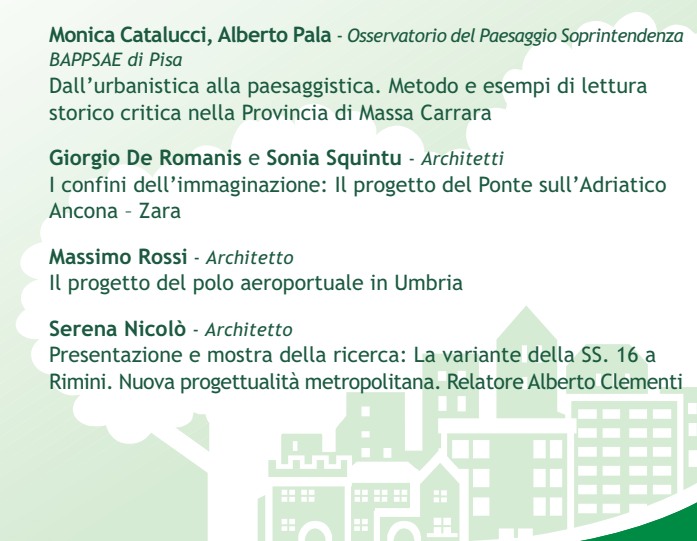 Monica Catalucci, Alberto Pala - Osservatorio del Paesaggio Soprintendenza
BAPPSAE di Pisa
Dall'urbanistica alla paesaggistica. Metodo e esempi di lettura
storico critica nella Provincia di Massa Carrara
Giorgio De Romanis e Sonia Squintu - Architetti
I confini dell'immaginazione: Il progetto del Ponte sull'Adriatico
Ancona – Zara
Massimo Rossi - Architetto
Il progetto del polo aeroportuale in Umbria
Serena Nicolò - Architetto
Presentazione e mostra della ricerca: La variante della SS. 16 a
Rimini. Nuova progettualità metropolitana. Relatore Alberto Clementi